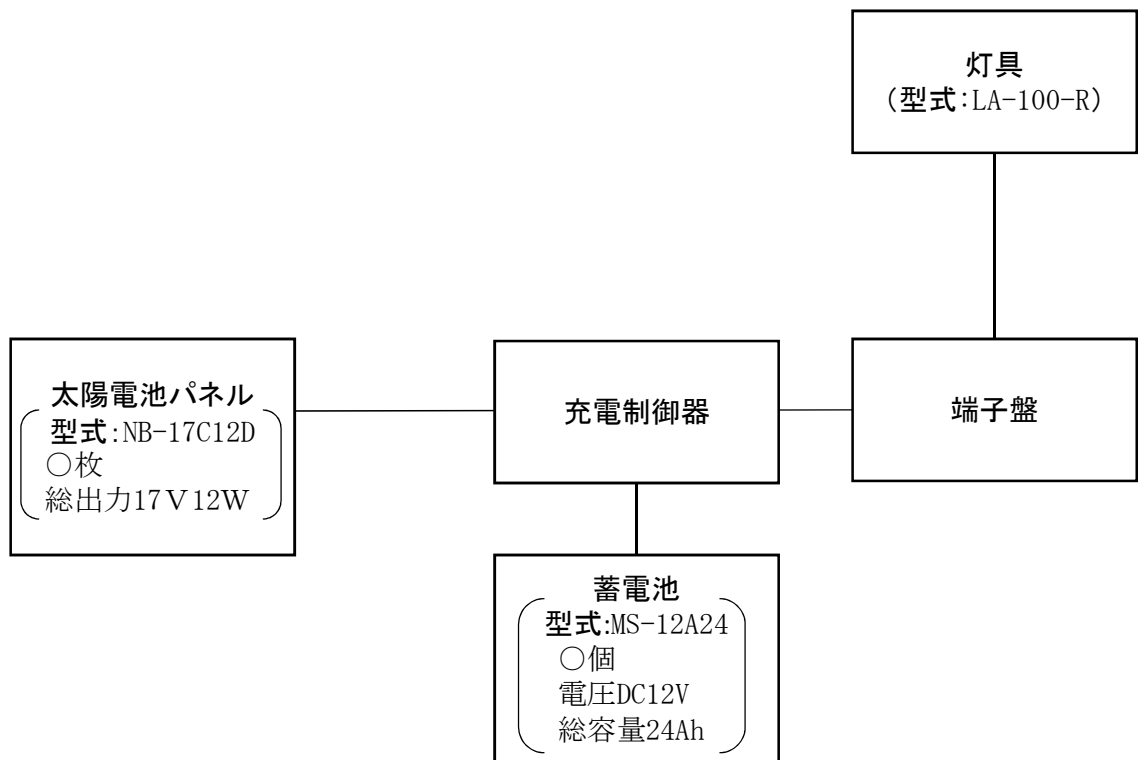 灯具
（型式:LA-100-R）
太陽電池パネル
型式:NB-17C12D
○枚
総出力17V12W
充電制御器
端子盤
蓄電池
型式:MS-12A24
○個
電圧DC12V
総容量24Ah